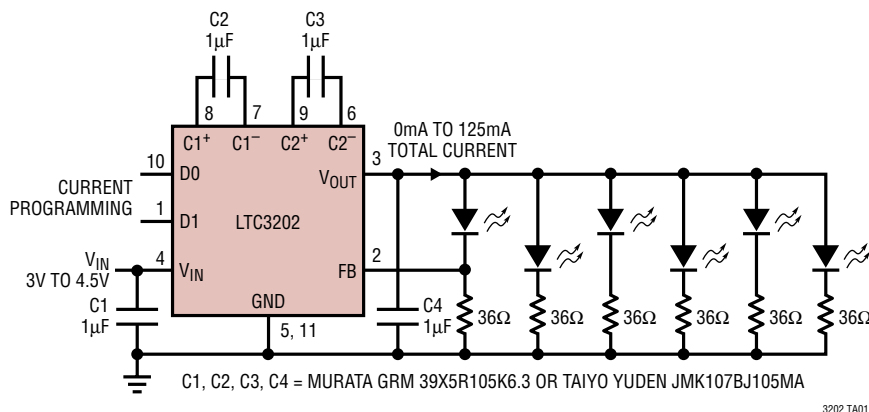 C2
1µF
C3
1µF
8
7
9
6
C1+
C1–
C2+
C2–
0mA TO 125mA
TOTAL CURRENT
10
D0
3
VOUT
CURRENT
PROGRAMMING
1
D1
LTC3202
VIN
3V TO 4.5V
4
VIN
2
FB
GND
5, 11
C1
1µF
C4
1µF
36Ω
36Ω
36Ω
36Ω
36Ω
36Ω
C1, C2, C3, C4 = MURATA GRM 39X5R105K6.3 OR TAIYO YUDEN JMK107BJ105MA
3202 TA01